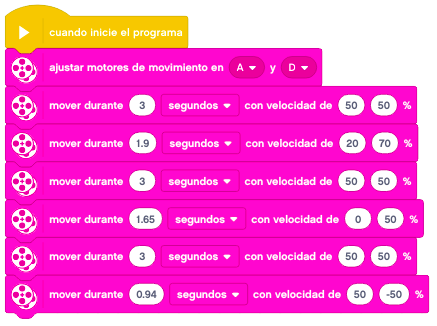 cuando inicie el programa
ajustar motores de movimiento en A y D
mover durante 3 segundos con velocidad de 50 50 %
mover durante 1.9 segundos con velocidad de 20 70 %
mover durante 3 segundos con velocidad de 50 50 %
mover durante 1.65 segundos con velocidad de 0 50 %
mover durante 3 segundos con velocidad de 50 50 %
mover durante 0.94 segundos con velocidad de 50 -50 %